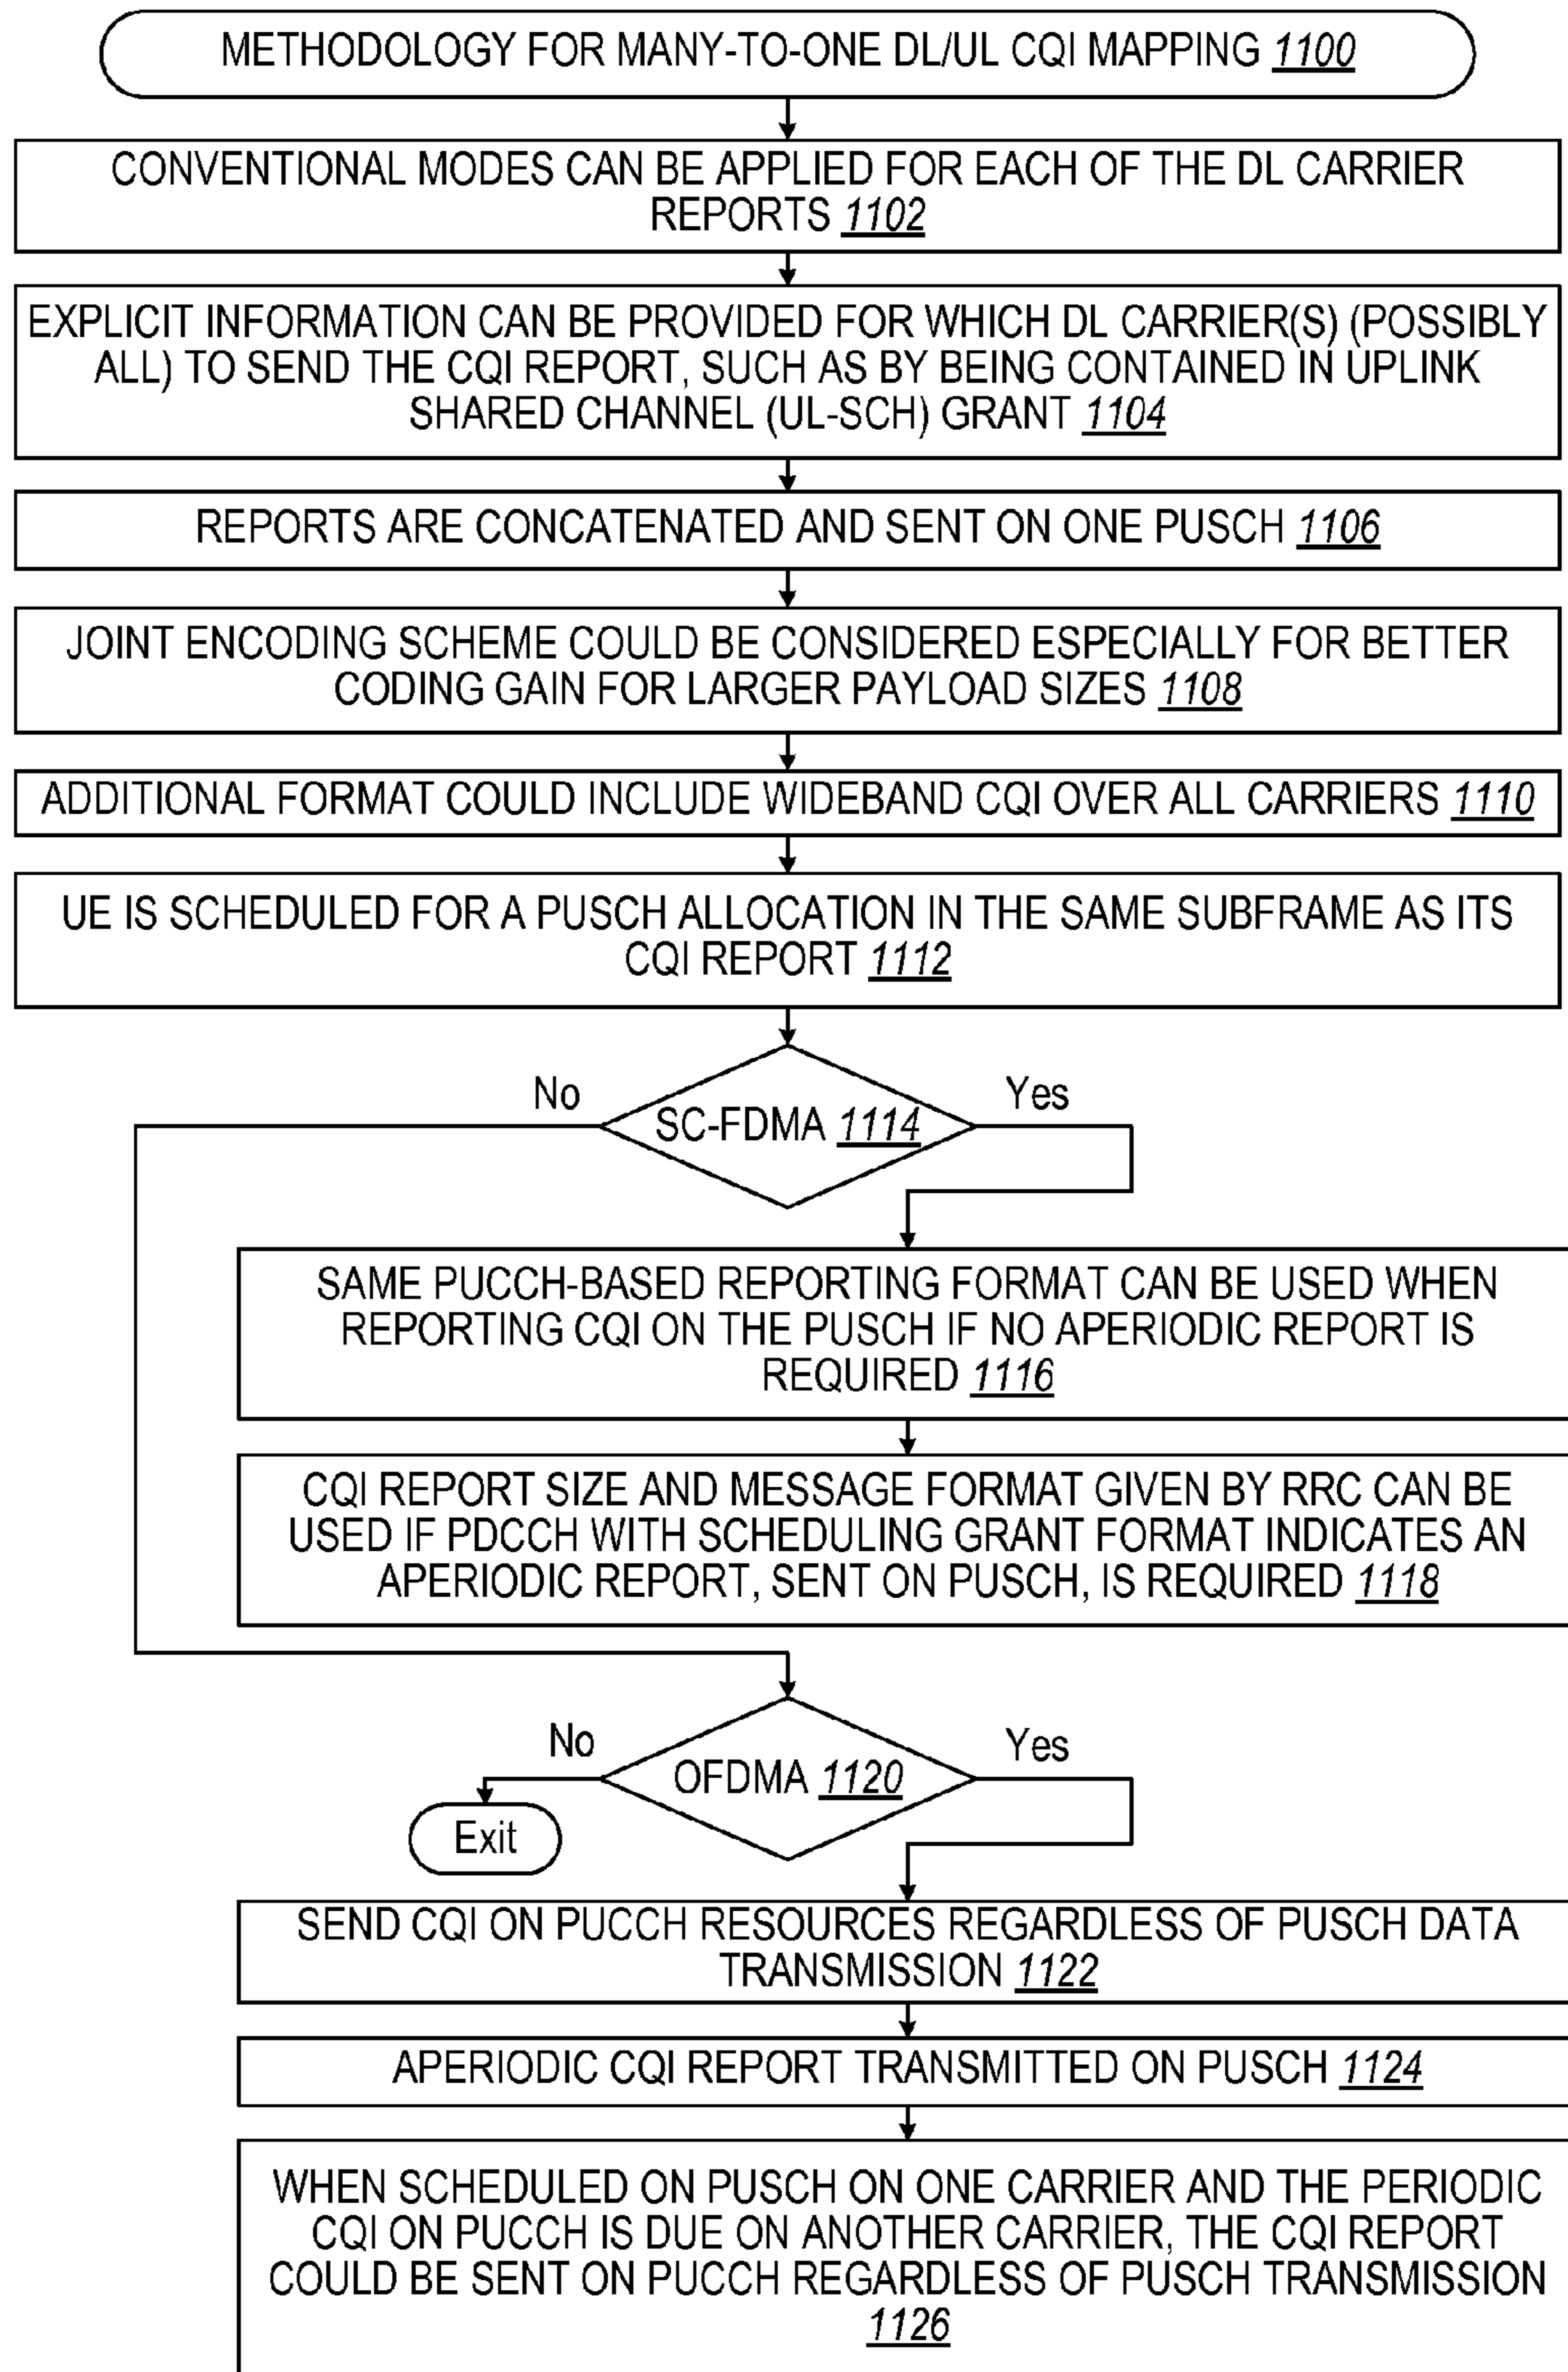 METHODOLOGY FOR MANY-TO-ONE DL/UL CQI MAPPING 1100
CONVENTIONAL MODES CAN BE APPLIED FOR EACH OF THE DL CARRIER
REPORTS 1102
EXPLICIT INFORMATION CAN BE PROVIDED FOR WHICH DL CARRIER(S) (POSSIBLY
ALL) TO SEND THE CQI REPORT, SUCH AS BY BEING CONTAINED IN UPLINK
SHARED CHANNEL (UL-SCH) GRANT 1104
REPORTS ARE CONCATENATED AND SENT ON ONE PUSCH 1106
JOINT ENCODING SCHEME COULD BE CONSIDERED ESPECIALLY FOR BETTER
CODING GAIN FOR LARGER PAYLOAD SIZES 1108
ADDITIONAL FORMAT COULD INCLUDE WIDEBAND CQI OVER ALL CARRIERS 1110
UE IS SCHEDULED FOR A PUSCH ALLOCATION IN THE SAME SUBFRAME AS ITS
CQI REPORT 1112
No
Yes
SC-FDMA 1114
SAME PUCCH-BASED REPORTING FORMAT CAN BE USED WHEN
REPORTING CQI ON THE PUSCH IF NO APERIODIC REPORT IS
REQUIRED 1116
CQI REPORT SIZE AND MESSAGE FORMAT GIVEN BY RRC CAN BE
USED IF PDCCH WITH SCHEDULING GRANT FORMAT INDICATES AN
APERIODIC REPORT, SENT ON PUSCH, IS REQUIRED 1118
No
Yes
OFDMA 1120
Exit
SEND CQI ON PUCCH RESOURCES REGARDLESS OF PUSCH DATA
TRANSMISSION 1122
APERIODIC CQI REPORT TRANSMITTED ON PUSCH 1124
WHEN SCHEDULED ON PUSCH ON ONE CARRIER AND THE PERIODIC
CQI ON PUCCH IS DUE ON ANOTHER CARRIER, THE CQI REPORT
COULD BE SENT ON PUCCH REGARDLESS OF PUSCH TRANSMISSION
1126